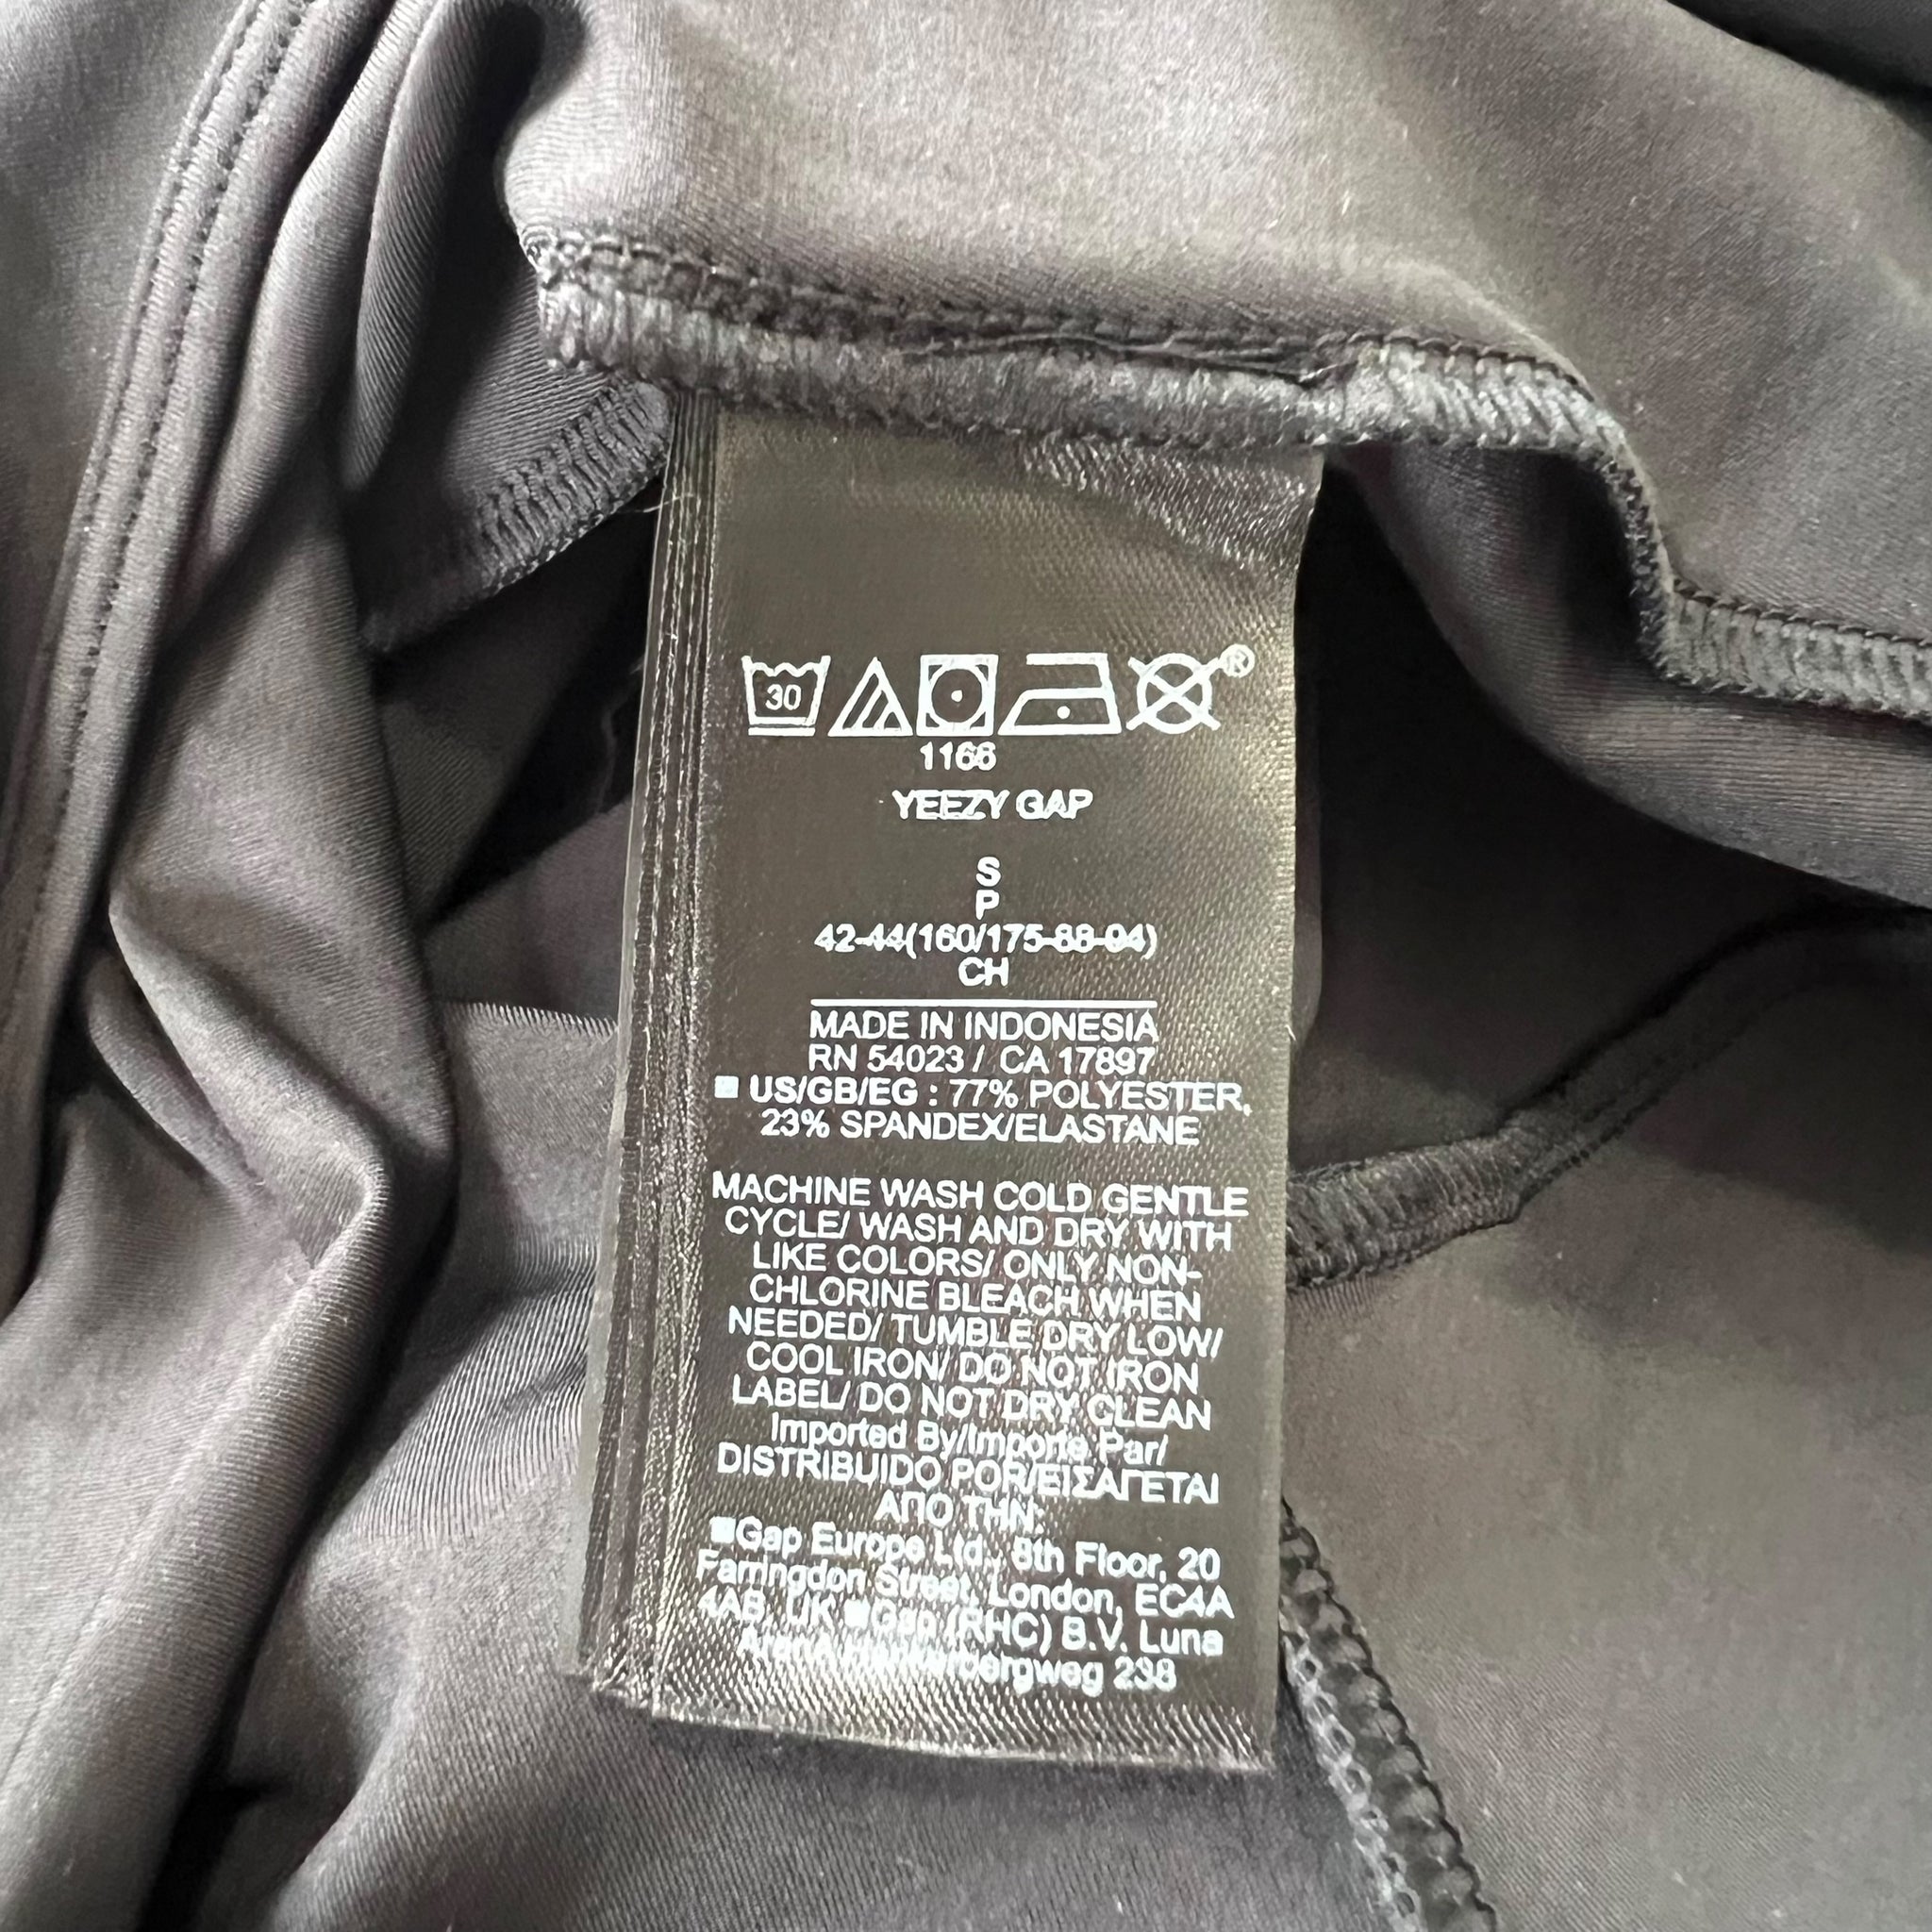 30
®
1166
YEEZY GAP
S
P
42-44(160/175-88-94)
CH
MADE IN INDONESIA
RN 54023 / CA 17897
US/GB/EG : 77% POLYESTER,
23% SPANDEX/ELASTANE
MACHINE WASH COLD GENTLE
CYCLE/ WASH AND DRY WITH
LIKE COLORS/ ONLY NON-
CHLORINE BLEACH WHEN
NEEDED/ TUMBLE DRY LOW/
COOL IRON/ DO NOT IRON
LABEL/ DO NOT DRY CLEAN
Imported By/Importe Par/
DISTRIBUIDO POR/ΕΙΣΑΓΕΤΑΙ
ΑΠΟ ΤΗΝ:
Gap Europe Ltd., 8th Floor, 20
Farringdon Street, London, EC4A
4AB, UK Gap (RHC) B.V. Luna
ArenA 238